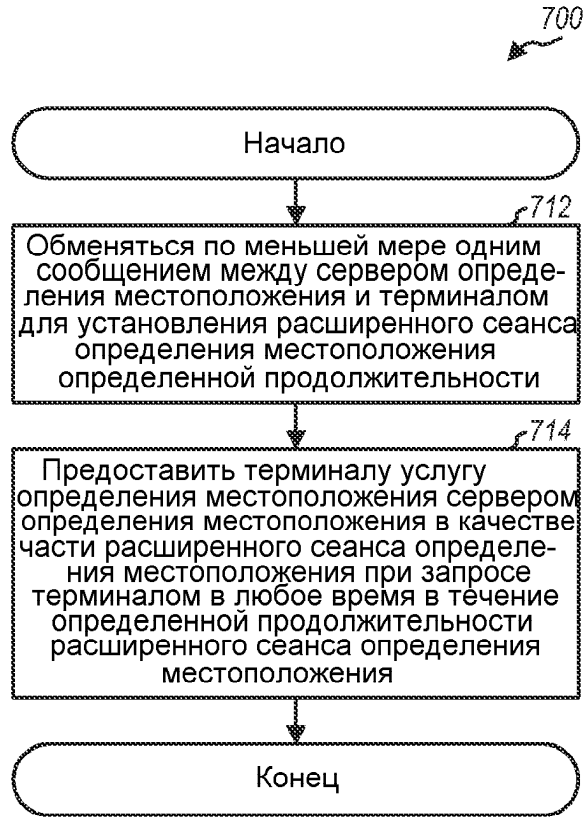 700
Начало
712
Обменяться по меньшей мере одним
сообщением между сервером опреде-
ления местоположения и терминалом
для установления расширенного сеанса
определения местоположения
определенной продолжительности
714
Предоставить терминалу услугу
определения местоположения сервером
определения местоположения в качестве
части расширенного сеанса определе-
ния местоположения при запросе
терминалом в любое время в течение
определенной продолжительности
расширенного сеанса определения
местоположения
Конец